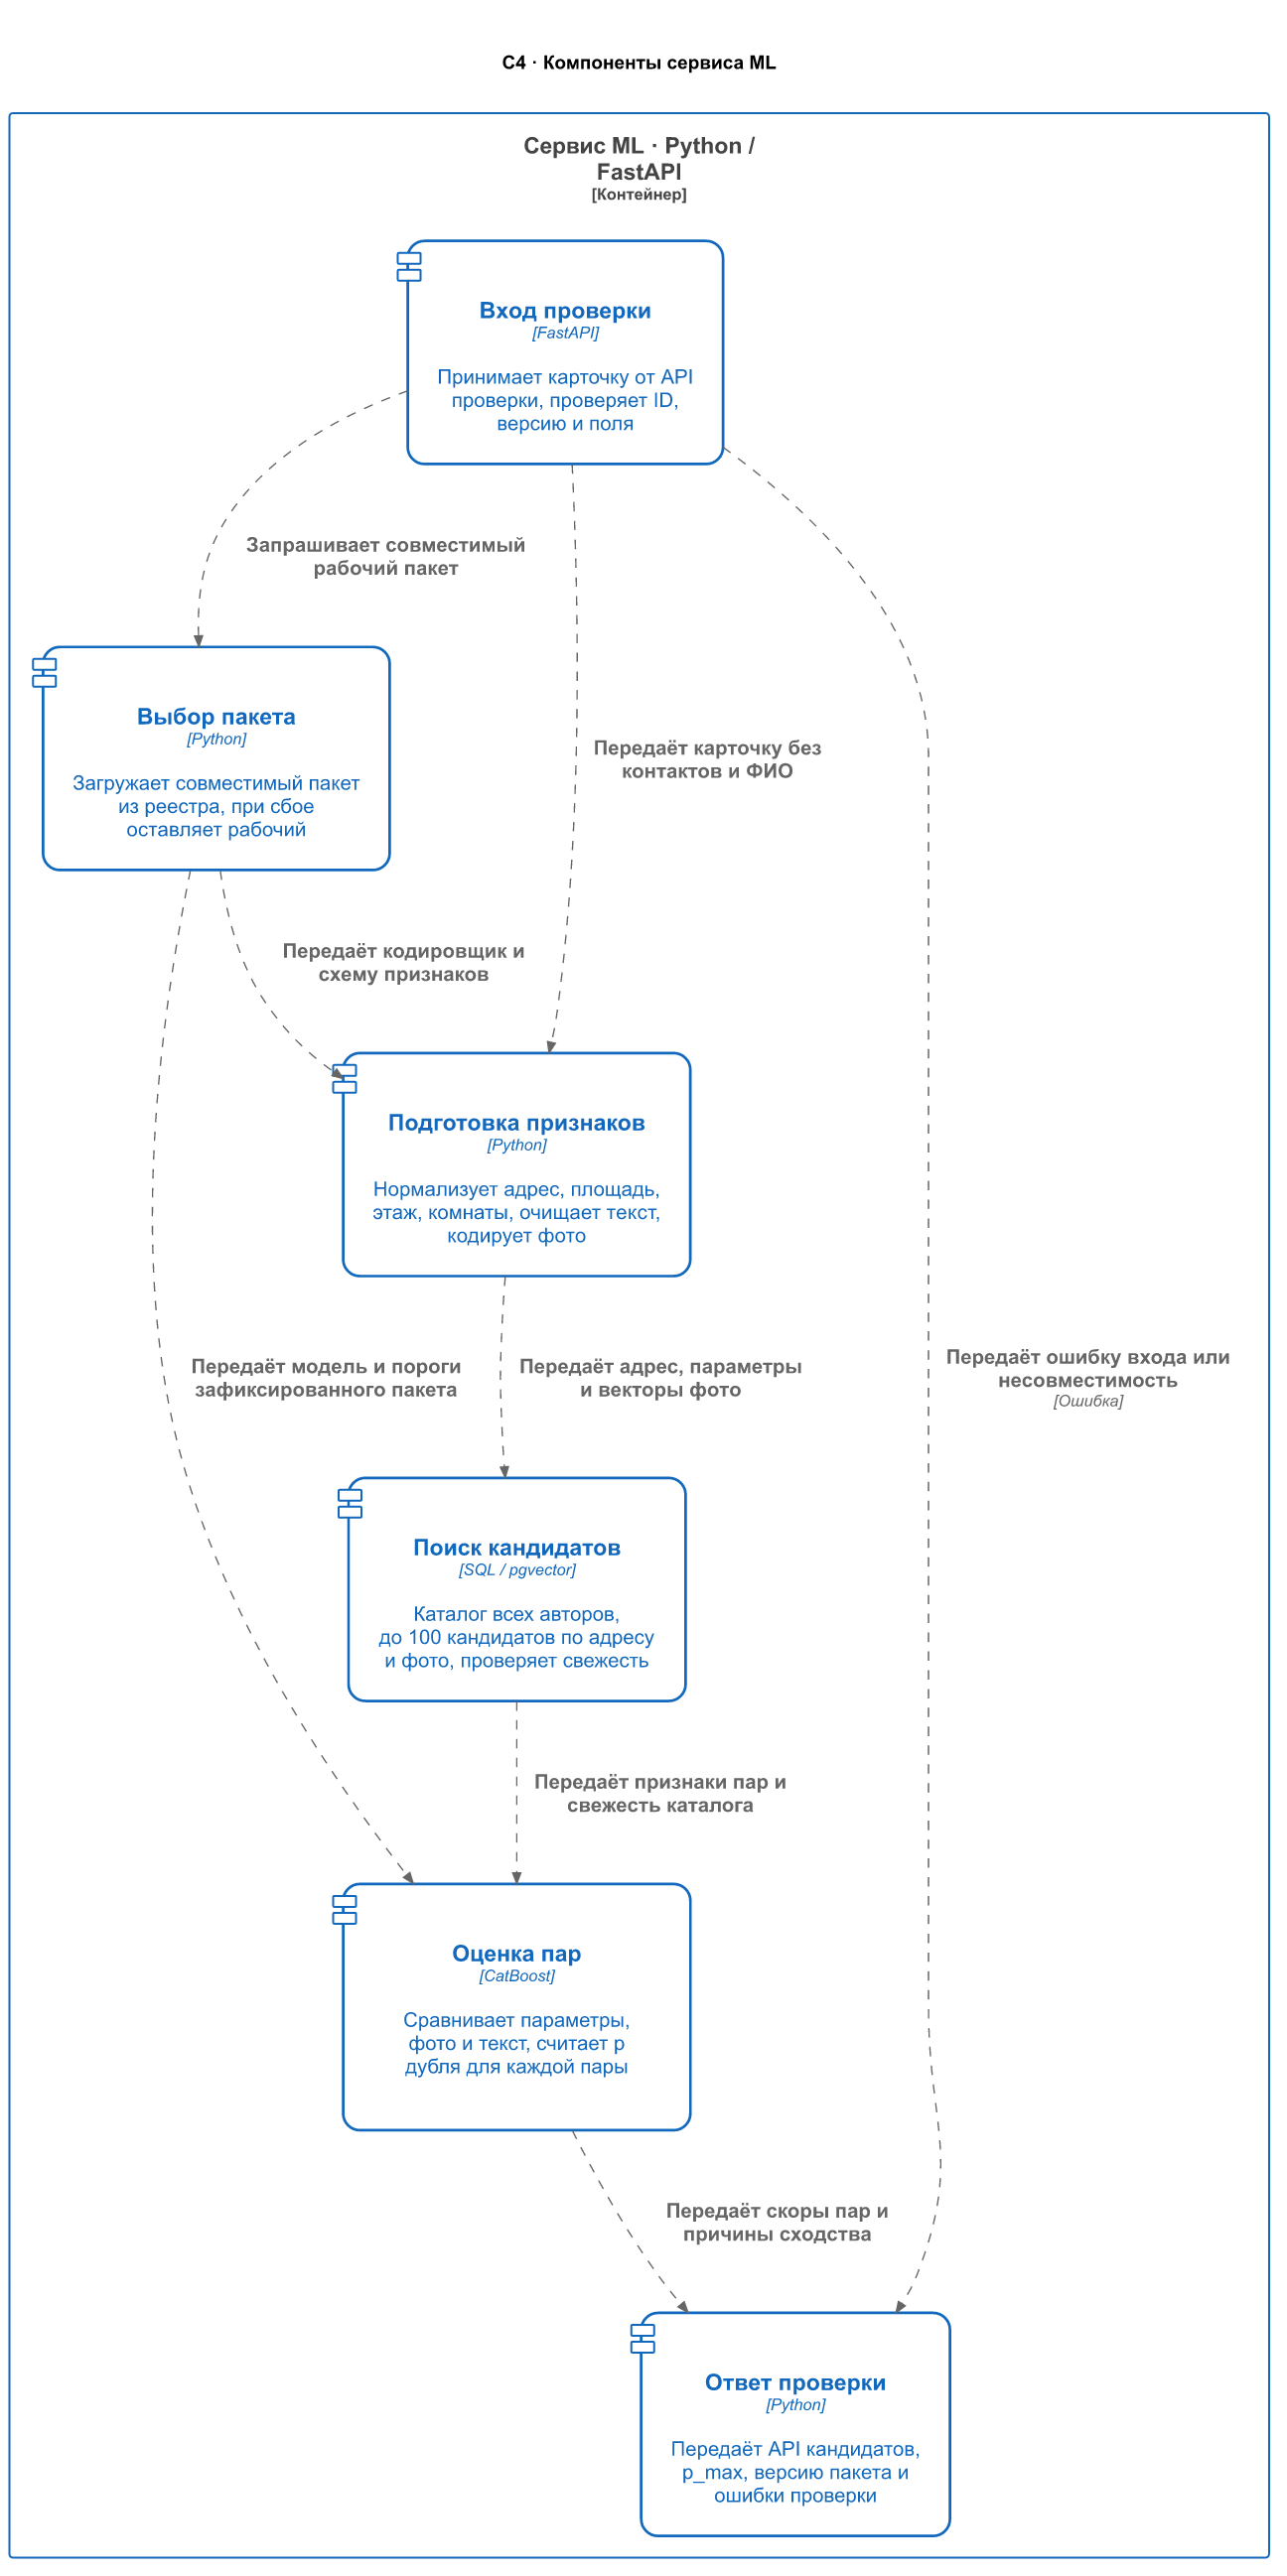 C4 · Компоненты сервиса ML
Сервис ML · Python /
FastAPI
[Контейнер]
Вход проверки
[FastAPI]
Принимает карточку от API
проверки, проверяет ID,
версию и поля
Запрашивает совместимый
рабочий пакет
Выбор пакета
[Python]
Загружает совместимый пакет
из реестра, при сбое
оставляет рабочий
Передаёт карточку без
контактов и ФИО
Передаёт кодировщик и
схему признаков
Подготовка признаков
[Python]
Нормализует адрес, площадь,
этаж, комнаты, очищает текст,
кодирует фото
Передаёт модель и пороги
зафиксированного пакета
Передаёт адрес, параметры
и векторы фото
Передаёт ошибку входа или
несовместимость
[Ошибка]
Поиск кандидатов
[SQL / pgvector]
Каталог всех авторов,
до 100 кандидатов по адресу
и фото, проверяет свежесть
Передаёт признаки пар и
свежесть каталога
Оценка пар
[CatBoost]
Сравнивает параметры,
фото и текст, считает p
дубля для каждой пары
Передаёт скоры пар и
причины сходства
Ответ проверки
[Python]
Передаёт API кандидатов,
p_max, версию пакета и
ошибки проверки